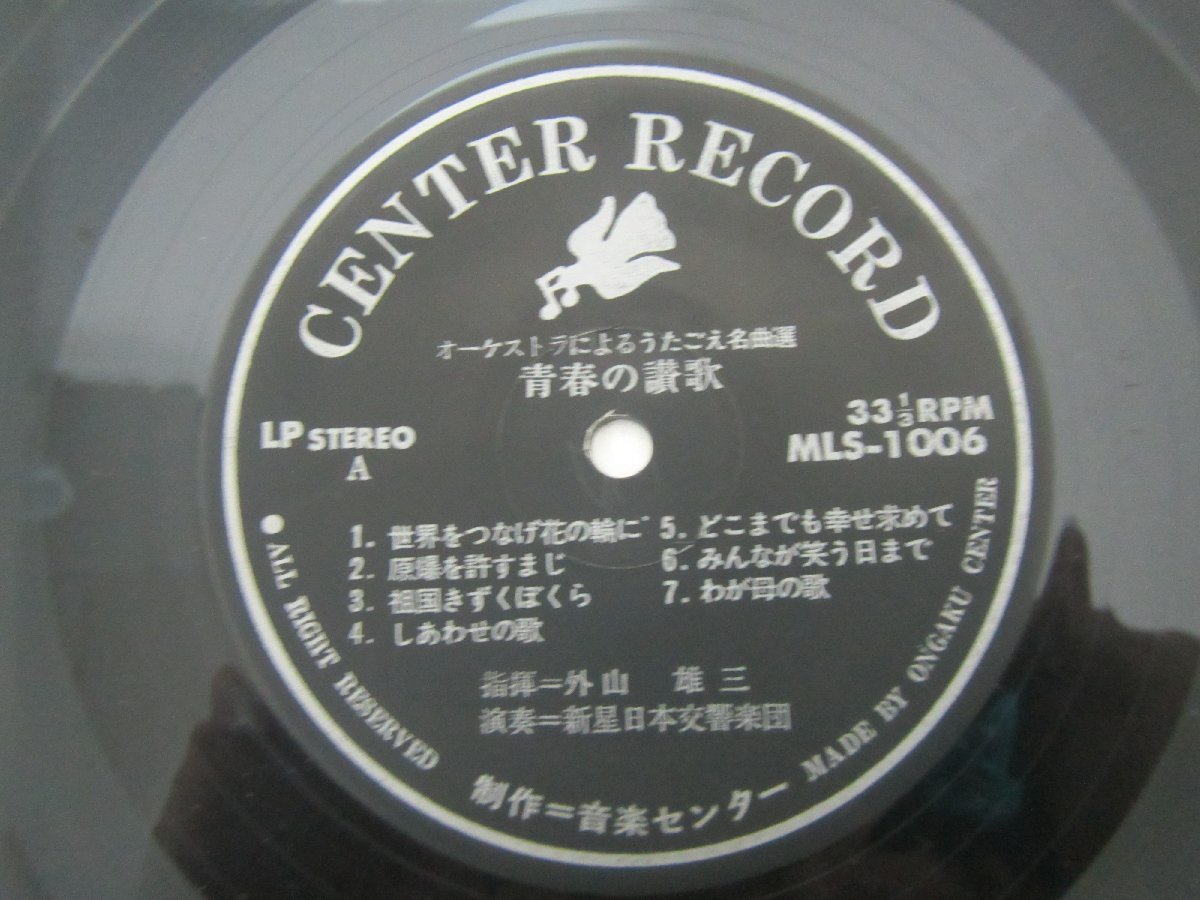 CENTER RECORD
オーケストラによるうたごえ名曲選
青春の讃歌
LP STEREO
A
33 1/3 RPM
MLS-1006
1. 世界をつなげ花の輪に
2. 原爆を許すまじ
3. 祖国きずくぼくら
4. しあわせの歌
5. どこまでも幸せ求めて
6. みんなが笑う日まで
7. わが母の歌
指揮=外山 雄三
演奏=新星日本交響楽団
● ALL RIGHT RESERVED
制作=音楽センター
MADE BY ONGAKU CENTER